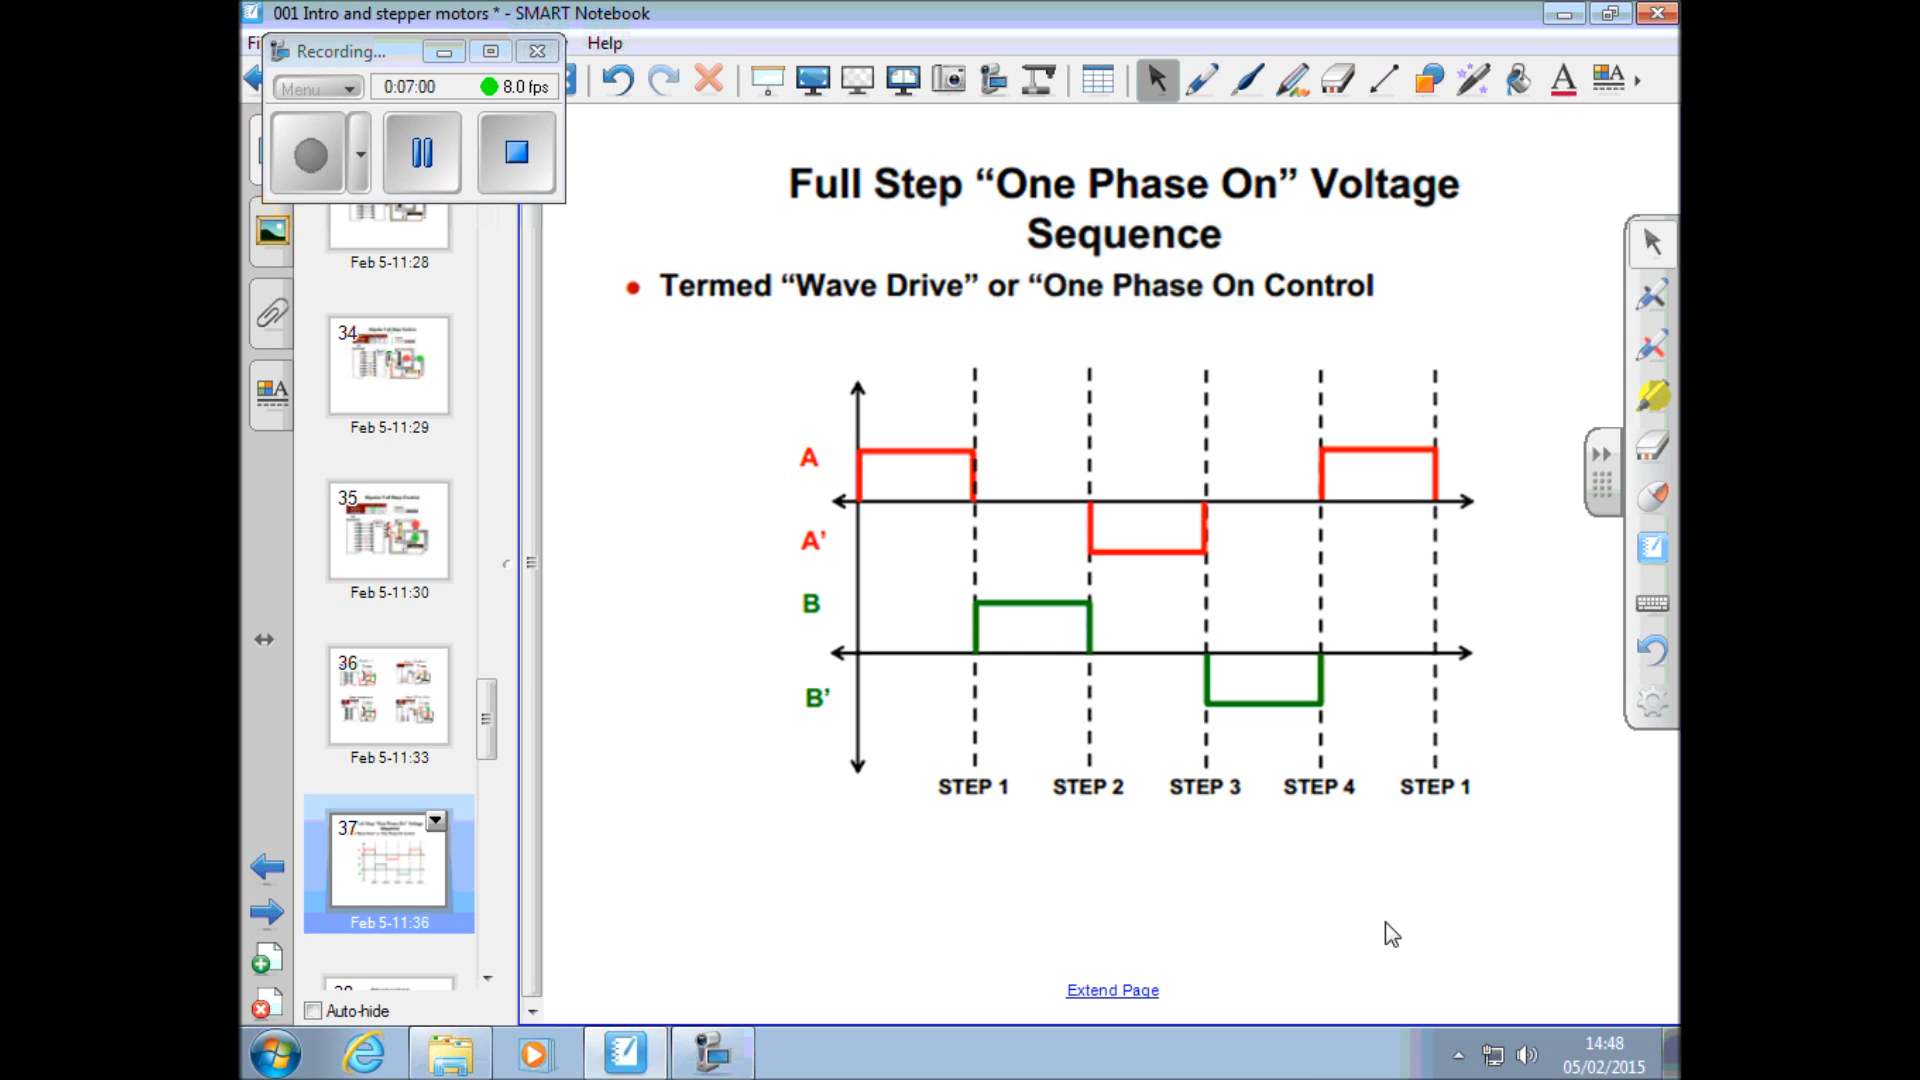 001 Intro and stepper motors * - SMART Notebook
Help
Recording...
Menu
0:07:00
8.0 fps
Feb 5-11:28
34
Feb 5-11:29
35
Feb 5-11:30
36
Feb 5-11:33
37
Feb 5-11:36
Auto-hide
Full Step “One Phase On” Voltage
Sequence
• Termed “Wave Drive” or “One Phase On Control
A
A’
B
B’
STEP 1 STEP 2 STEP 3 STEP 4 STEP 1
Extend Page
14:48
05/02/2015